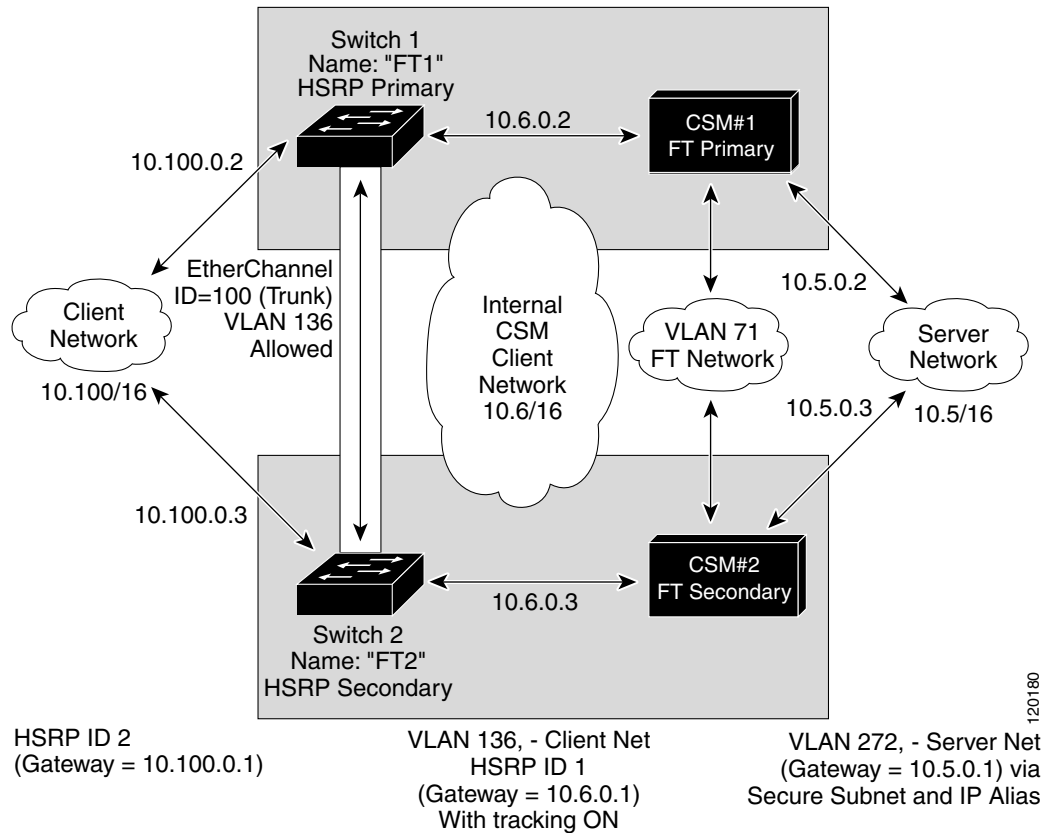 Switch 1
Name: "FT1"
HSRP Primary
10.6.0.2
CSM#1
FT Primary
10.100.0.2
EtherChannel
ID=100 (Trunk)
VLAN 136
Allowed
Client
Network
10.100/16
Internal
CSM
Client
Network
10.6/16
VLAN 71
FT Network
10.5.0.2
Server
Network
10.5.0.3
10.5/16
10.100.0.3
10.6.0.3
CSM#2
FT Secondary
Switch 2
Name: "FT2"
HSRP Secondary
120180
HSRP ID 2
(Gateway = 10.100.0.1)
VLAN 136, - Client Net
HSRP ID 1
(Gateway = 10.6.0.1)
With tracking ON
VLAN 272, - Server Net
(Gateway = 10.5.0.1) via
Secure Subnet and IP Alias